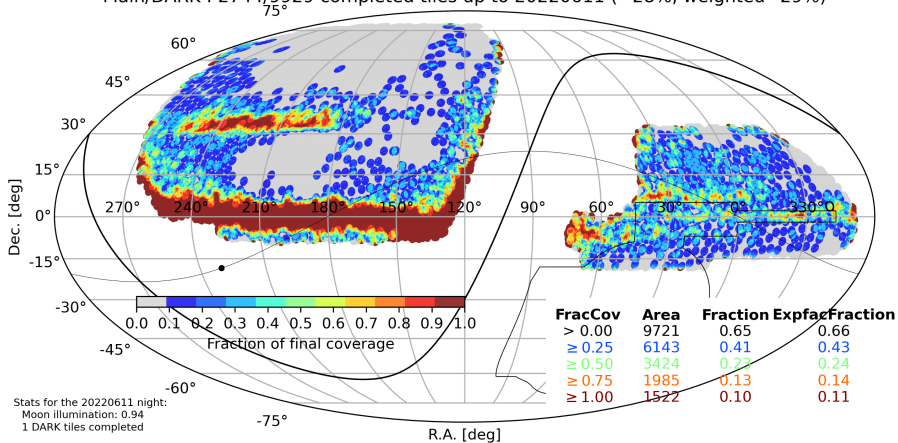 75°
60°
45°
30°
15°
0°
-15°
-30°
-45°
-60°
-75°
Dec. [deg]
270° 240° 210° 180° 150° 120° 90° 60° 30° 0° 330°
R.A. [deg]
0.0 0.1 0.2 0.3 0.4 0.5 0.6 0.7 0.8 0.9 1.0
Fraction of final coverage
FracCov Area Fraction ExpfacFraction
> 0.00 9721 0.65 0.66
≥ 0.25 6143 0.41 0.43
≥ 0.50 3424 0.23 0.24
≥ 0.75 1985 0.13 0.14
≥ 1.00 1522 0.10 0.11
Stats for the 20220611 night:
Moon illumination: 0.94
1 DARK tiles completed